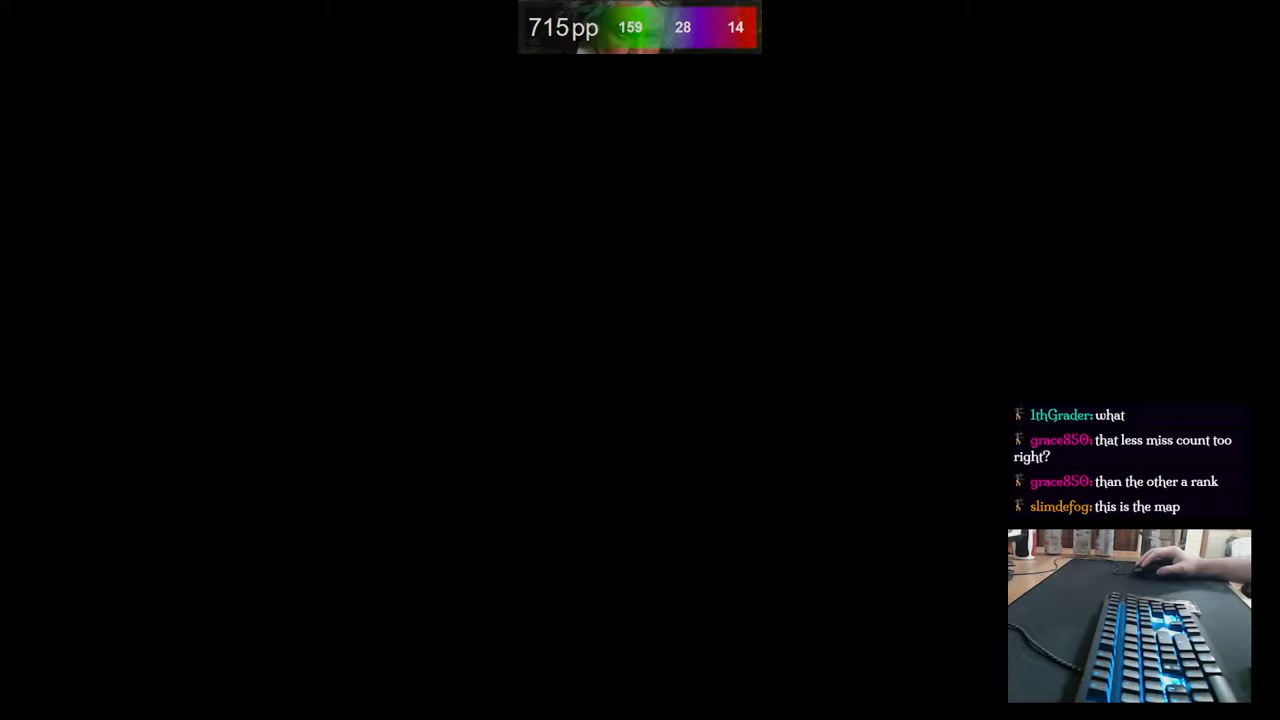 715pp 159 28 14
1thGrader: what
grace850: that less miss count too
right?
grace850: than the other a rank
slimdefog: this is the map